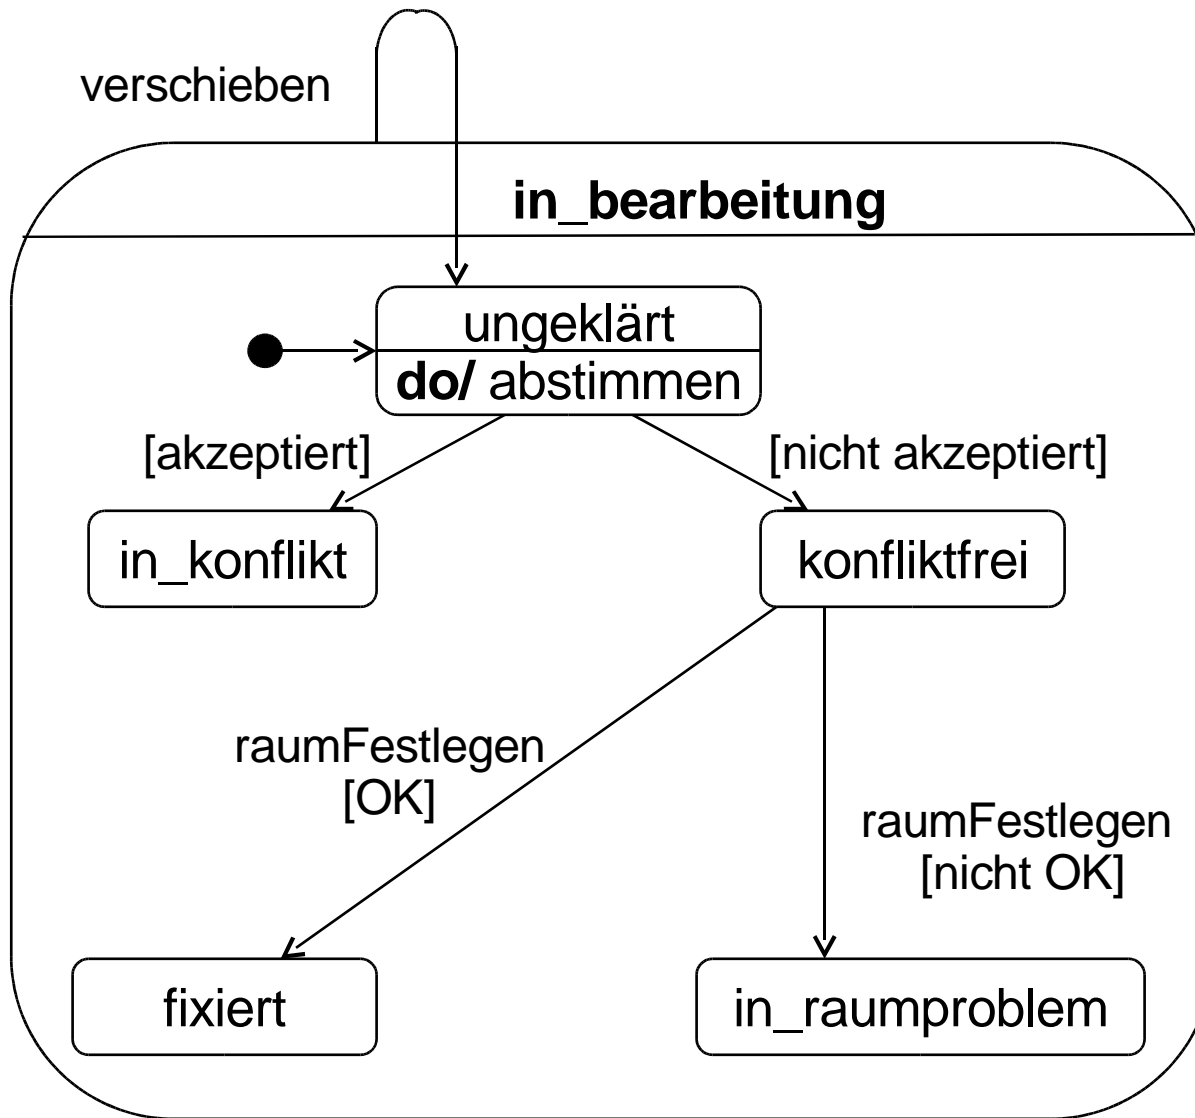 verschieben
in_bearbeitung
ungeklärt
do/ abstimmen
[akzeptiert]
[nicht akzeptiert]
in_konflikt
konfliktfrei
raumFestlegen
[OK]
raumFestlegen
[nicht OK]
fixiert
in_raumproblem